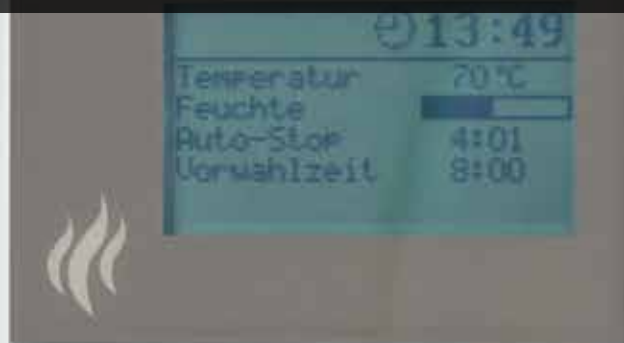 13:49
Temperatur 70 °C
Feuchte
Auto-Stop 4:01
Vorwahlzeit 8:00